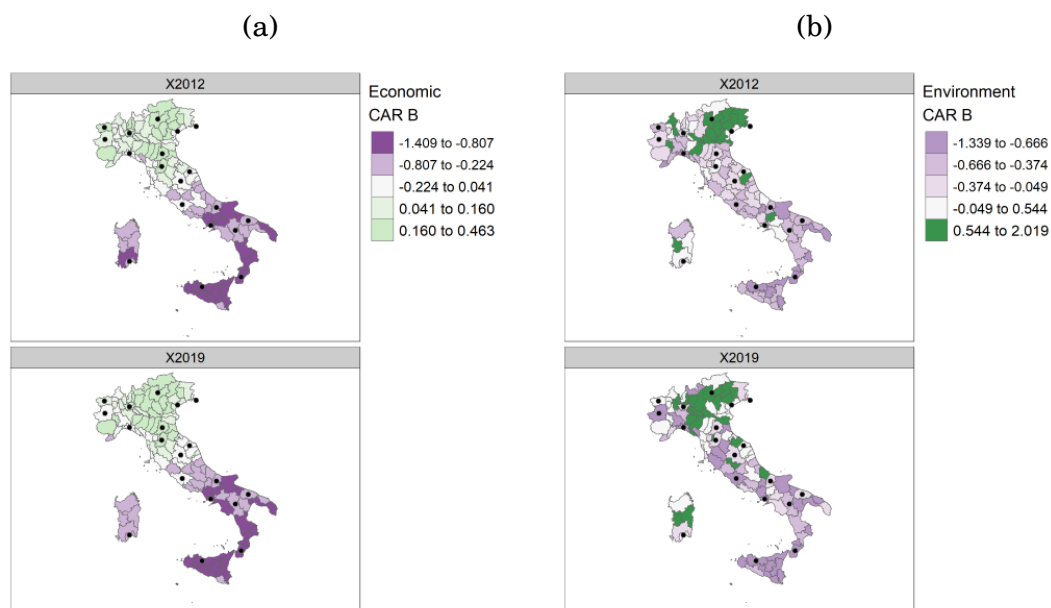 (a)
X2012
Economic
CAR B
-1.409 to -0.807
-0.807 to -0.224
-0.224 to 0.041
0.041 to 0.160
0.160 to 0.463
X2019
(b)
X2012
Environment
CAR B
-1.339 to -0.666
-0.666 to -0.374
-0.374 to -0.049
-0.049 to 0.544
0.544 to 2.019
X2019